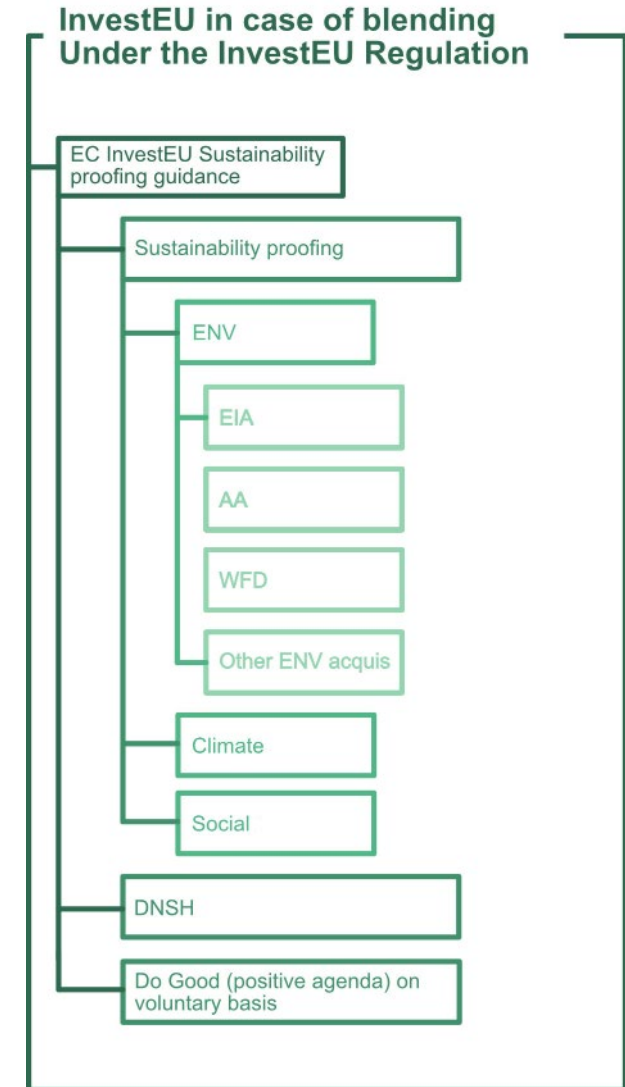 InvestEU in case of blending
Under the InvestEU Regulation
EC InvestEU Sustainability
proofing guidance
Sustainability proofing
ENV
EIA
AA
WFD
Other ENV acquis
Climate
Social
DNSH
Do Good (positive agenda) on
voluntary basis